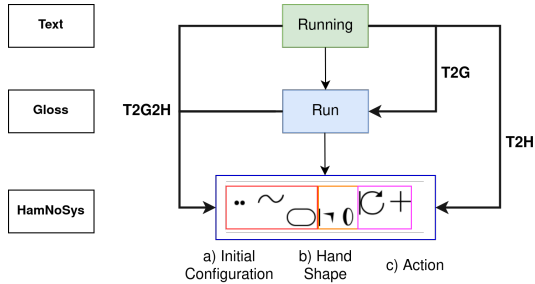 Text
Running
T2G
Gloss
T2G2H
Run
T2H
HamNoSys
a) Initial
Configuration
b) Hand
Shape
c) Action